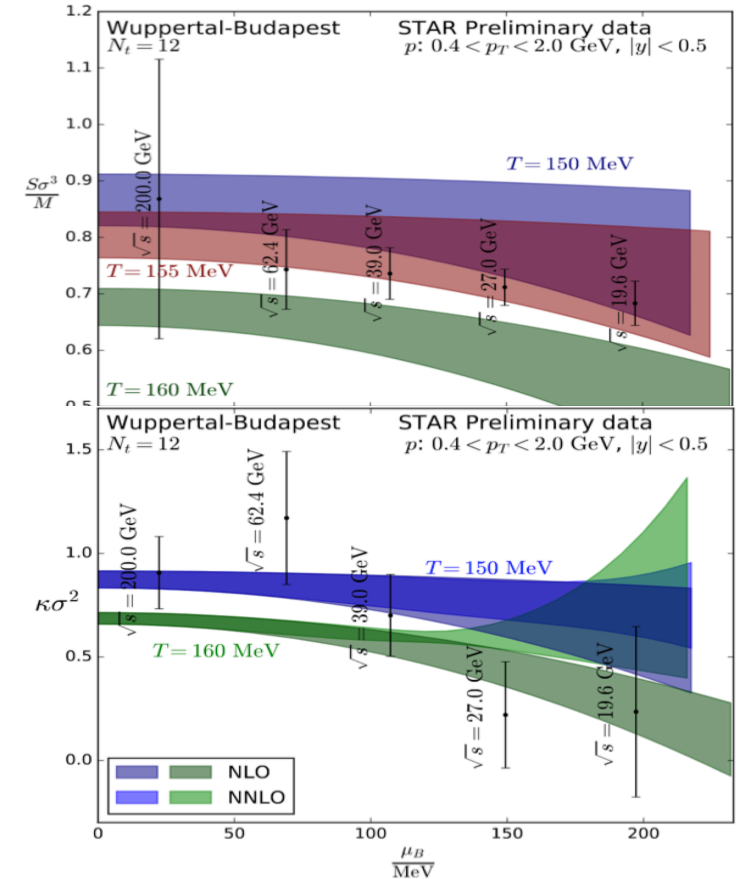 1.2
Wuppertal-Budapest STAR Preliminary data
N_t = 12 p: 0.4 < p_T < 2.0 GeV, |y| < 0.5
1.1
1.0
√s = 200.0 GeV
T = 150 MeV
0.9
Sσ³/M
0.8
√s = 62.4 GeV
√s = 39.0 GeV
√s = 27.0 GeV
√s = 19.6 GeV
T = 155 MeV
0.7
0.6
T = 160 MeV
0.5
Wuppertal-Budapest STAR Preliminary data
N_t = 12 p: 0.4 < p_T < 2.0 GeV, |y| < 0.5
1.5
√s = 62.4 GeV
√s = 200.0 GeV
1.0
T = 150 MeV
κσ²
√s = 39.0 GeV
T = 160 MeV
0.5
√s = 27.0 GeV
√s = 19.6 GeV
0.0
NLO
NNLO
0 50 100 150 200
μ_B/MeV